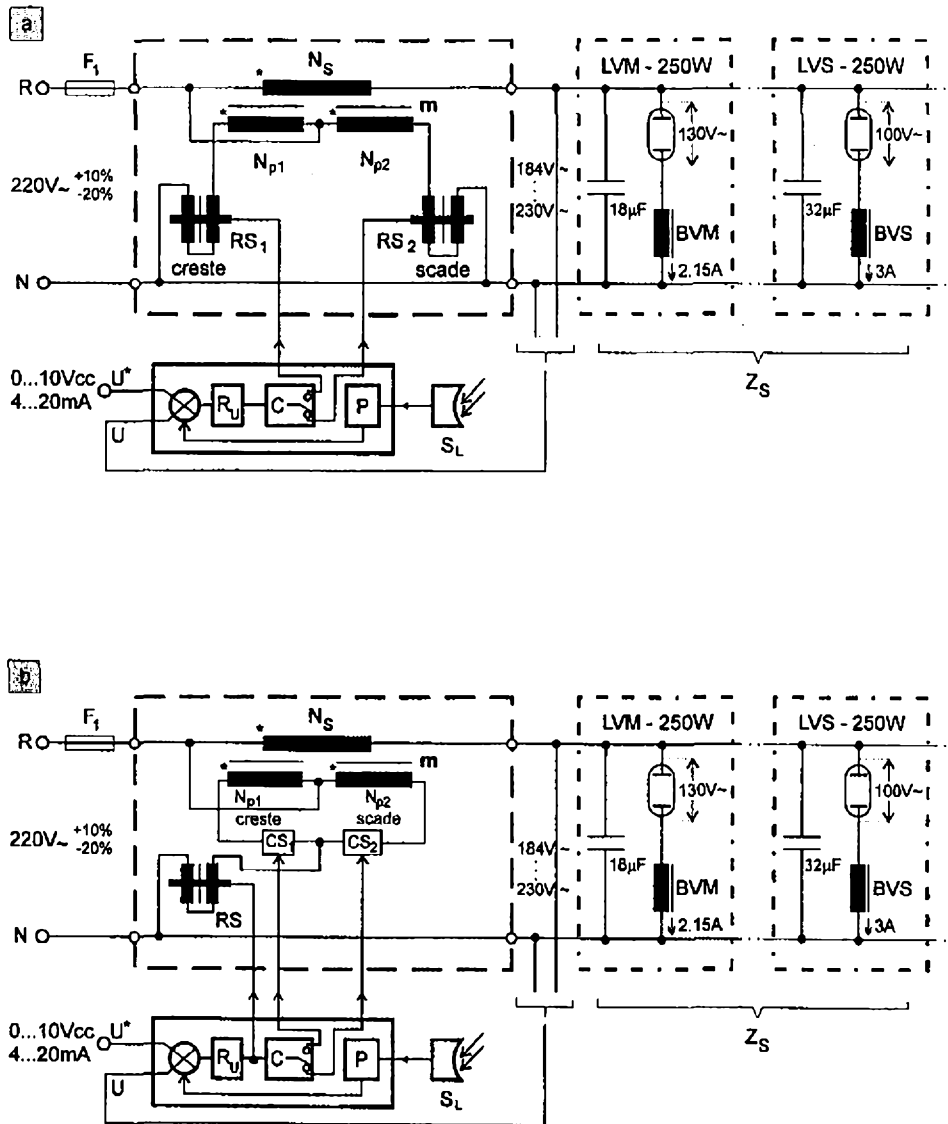 a
F1 NS LVM - 250W LVS - 250W
R * m 130V~ 100V~
* *
Np1 Np2
220V~ +10% -20% 184V~ 230V~ 18µF 32µF
RS1 RS2 BVM BVS
creste scade 2.15A 3A
N
0...10Vcc U* ZS
4...20mA RU C P
U SL
b
F1 NS LVM - 250W LVS - 250W
R * m 130V~ 100V~
* *
Np1 Np2
creste scade
220V~ +10% -20% CS1 CS2 184V~ 230V~ 18µF 32µF
RS BVM BVS
N 2.15A 3A
0...10Vcc U* ZS
4...20mA RU C P
U SL